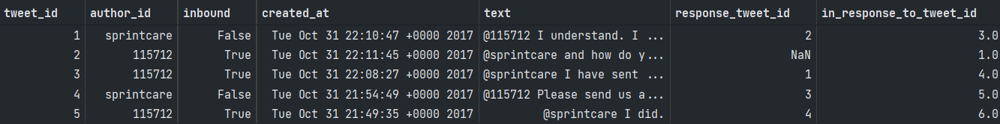 tweet_id author_id inbound created_at text response_tweet_id in_response_to_tweet_id
1 sprintcare False Tue Oct 31 22:10:47 +0000 2017 @115712 I understand. I ... 2 3.0
2 115712 True Tue Oct 31 22:11:45 +0000 2017 @sprintcare and how do y... NaN 1.0
3 115712 True Tue Oct 31 22:08:27 +0000 2017 @sprintcare I have sent ... 1 4.0
4 sprintcare False Tue Oct 31 21:54:49 +0000 2017 @115712 Please send us a... 3 5.0
5 115712 True Tue Oct 31 21:49:35 +0000 2017 @sprintcare I did. 4 6.0